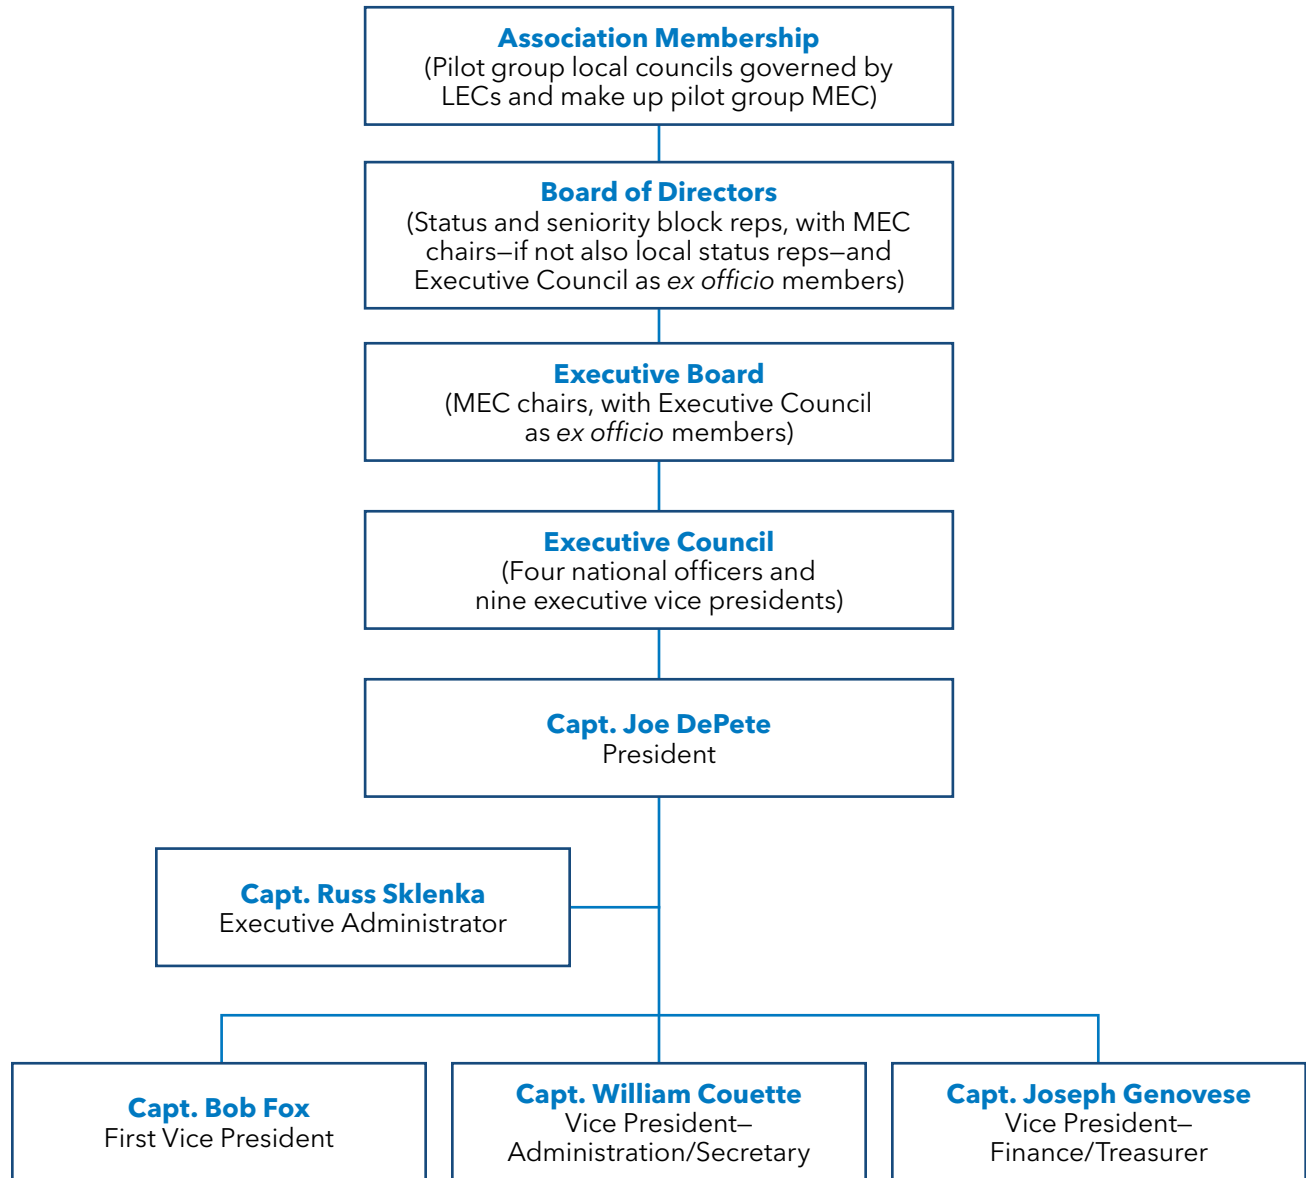 Association Membership
(Pilot group local councils governed by
LECs and make up pilot group MEC)
Board of Directors
(Status and seniority block reps, with MEC
chairs—if not also local status reps—and
Executive Council as ex officio members)
Executive Board
(MEC chairs, with Executive Council
as ex officio members)
Executive Council
(Four national officers and
nine executive vice presidents)
Capt. Joe DePete
President
Capt. Russ Sklenka
Executive Administrator
Capt. Bob Fox
First Vice President
Capt. William Couette
Vice President—
Administration/Secretary
Capt. Joseph Genovese
Vice President—
Finance/Treasurer